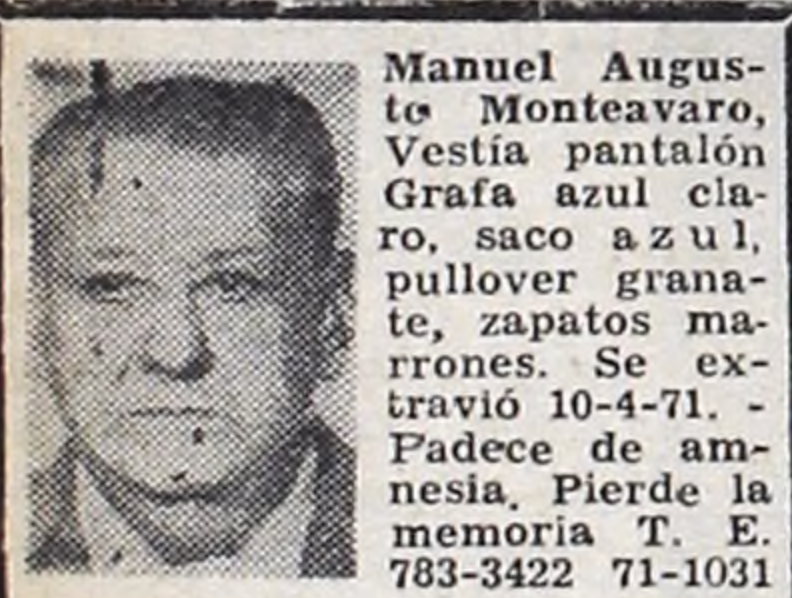 Manuel Augus-
to Monteavaro,
Vestía pantalón
Grafa azul cla-
ro, saco azul,
pullover grana-
te, zapatos ma-
rrones. Se ex-
travió 10-4-71. -
Padece de am-
nesia. Pierde la
memoria T. E.
783-3422 71-1031